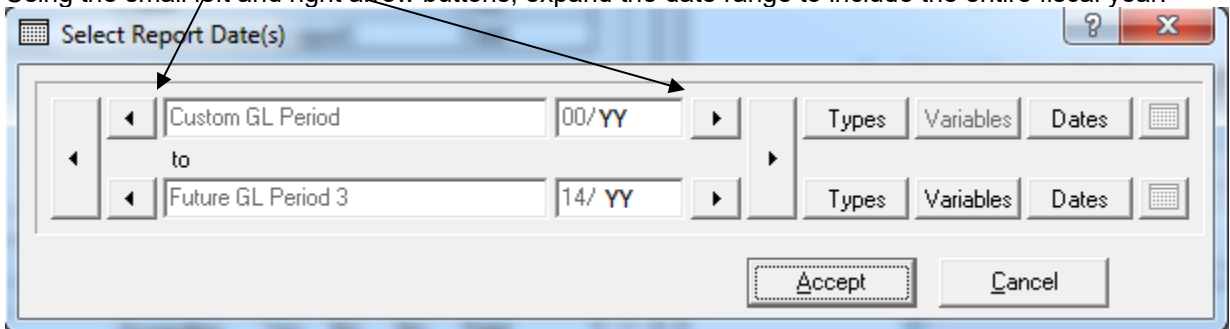 Using the small left and right arrow buttons, expand the date range to include the entire fiscal year.
Select Report Date(s)
?
X
Custom GL Period 00/ YY Types Variables Dates
to
Future GL Period 3 14/ YY Types Variables Dates
Accept Cancel